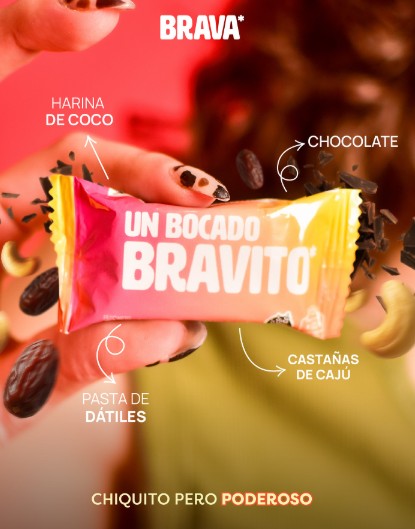 BRAVA*
HARINA
DE COCO
CHOCOLATE
UN BOCADO
BRAVITO*
CASTAÑAS
DE CAJÚ
PASTA DE
DÁTILES
CHIQUITO PERO PODEROSO